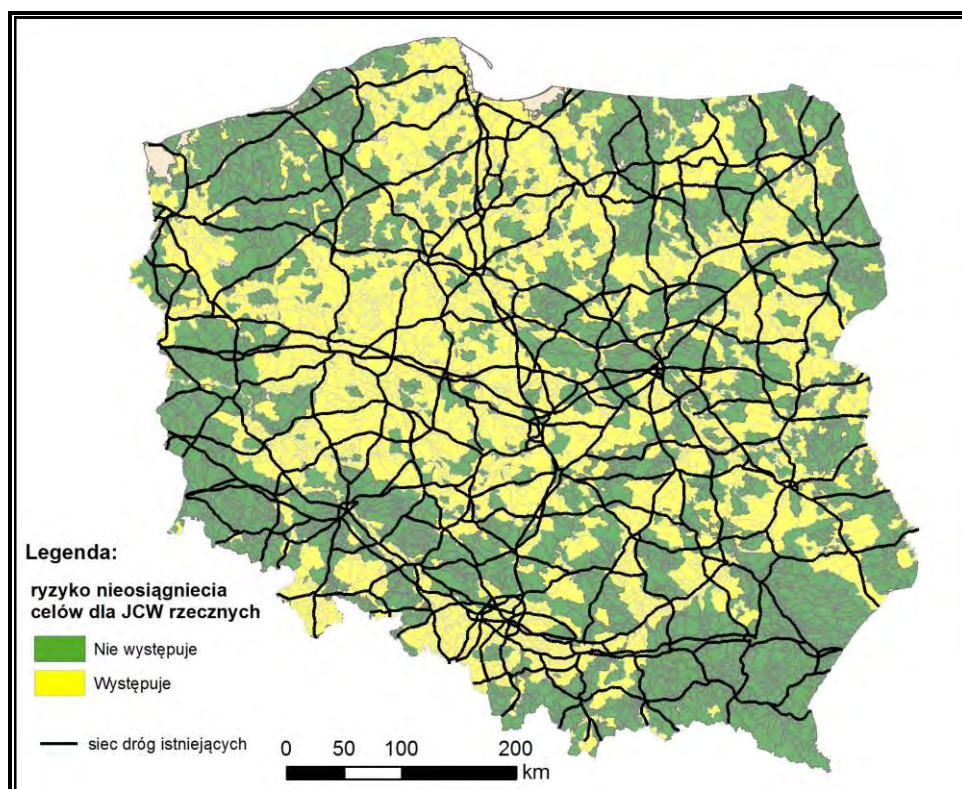 Legenda:
ryzyko nieosiągniecia
celów dla JCW rzecznych
Nie występuje
Występuje
siec dróg istniejących
0 50 100 200
km